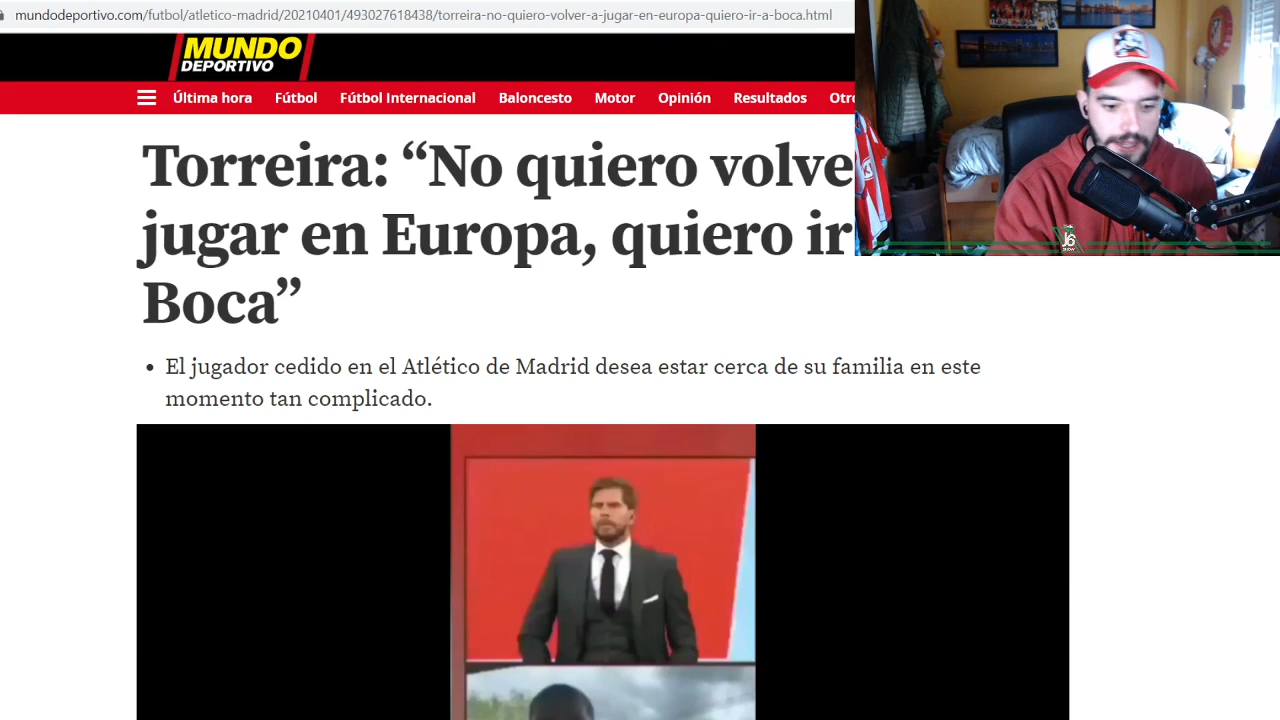 mundodeportivo.com/futbol/atletico-madrid/20210401/493027618438/torreira-no-quiero-volver-a-jugar-en-europa-quiero-ir-a-boca.html
MUNDO
DEPORTIVO
Última hora Fútbol Fútbol Internacional Baloncesto Motor Opinión Resultados Otro
Torreira: “No quiero volve
jugar en Europa, quiero ir
Boca”
• El jugador cedido en el Atlético de Madrid desea estar cerca de su familia en este
momento tan complicado.
J6